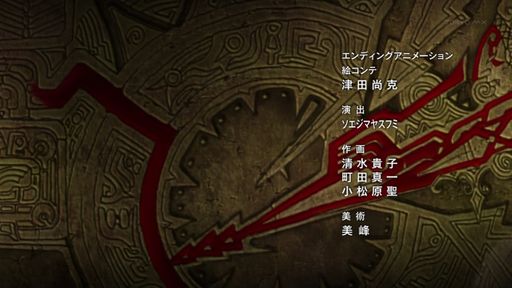 エンディングアニメーション
絵コンテ
津田尚克
演出
ソエジマヤスフミ
作画
清水貴子
町田真一
小松原聖
美術
美峰